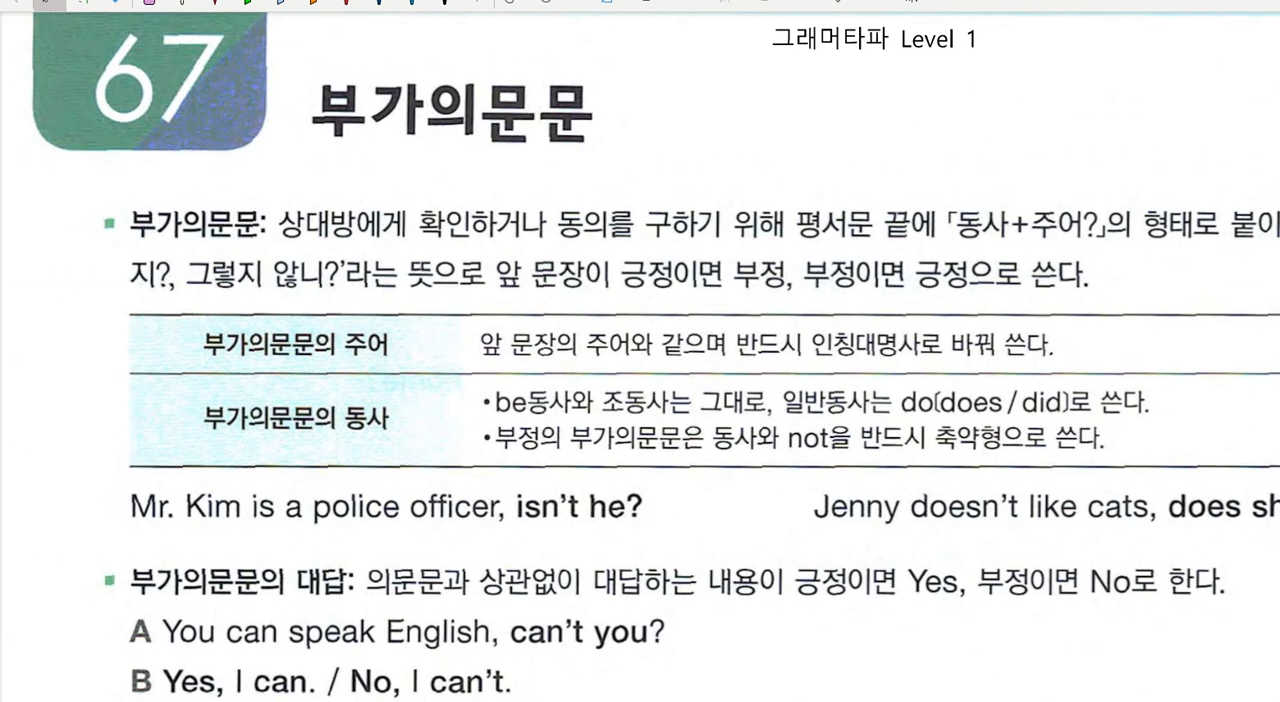 그래머타파 Level 1
67
부가의문문
부가의문문: 상대방에게 확인하거나 동의를 구하기 위해 평서문 끝에 「동사+주어?」의 형태로 붙이
지?, 그렇지 않니?’라는 뜻으로 앞 문장이 긍정이면 부정, 부정이면 긍정으로 쓴다.
부가의문문의 주어 앞 문장의 주어와 같으며 반드시 인칭대명사로 바꿔 쓴다.
부가의문문의 동사
•be동사와 조동사는 그대로, 일반동사는 do(does / did)로 쓴다.
•부정의 부가의문문은 동사와 not을 반드시 축약형으로 쓴다.
Mr. Kim is a police officer, isn’t he? Jenny doesn’t like cats, does sh
부가의문문의 대답: 의문문과 상관없이 대답하는 내용이 긍정이면 Yes, 부정이면 No로 한다.
A You can speak English, can’t you?
B Yes, I can. / No, I can’t.